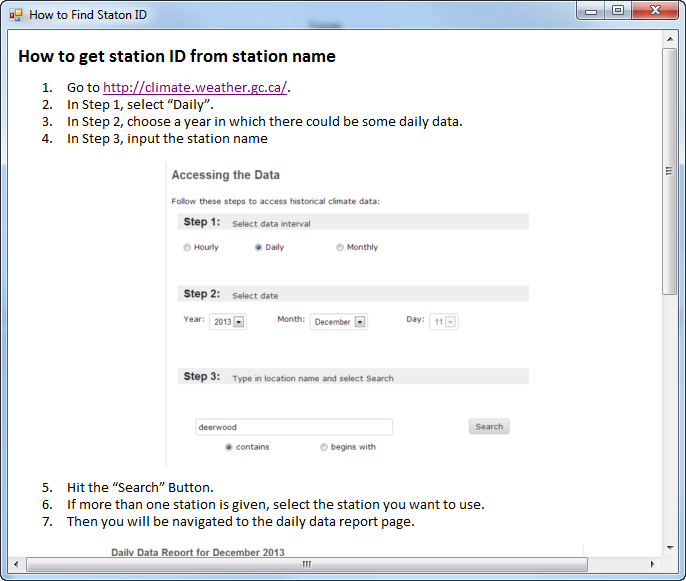 How to Find Staton ID
How to get station ID from station name
1. Go to http://climate.weather.gc.ca/.
2. In Step 1, select “Daily”.
3. In Step 2, choose a year in which there could be some daily data.
4. In Step 3, input the station name
Accessing the Data
Follow these steps to access historical climate data:
Step 1: Select data interval
Hourly Daily Monthly
Step 2: Select date
Year: 2013 Month: December Day: 11
Step 3: Type in location name and select Search
deerwood Search
contains begins with
5. Hit the “Search” Button.
6. If more than one station is given, select the station you want to use.
7. Then you will be navigated to the daily data report page.
Daily Data Report for December 2013